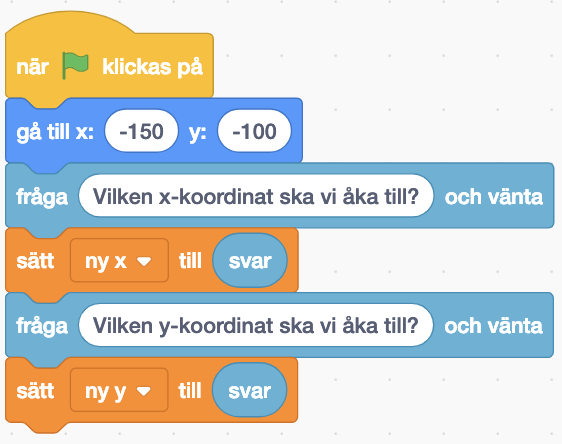 när klickas på
gå till x: -150 y: -100
fråga Vilken x-koordinat ska vi åka till? och vänta
sätt ny x till svar
fråga Vilken y-koordinat ska vi åka till? och vänta
sätt ny y till svar